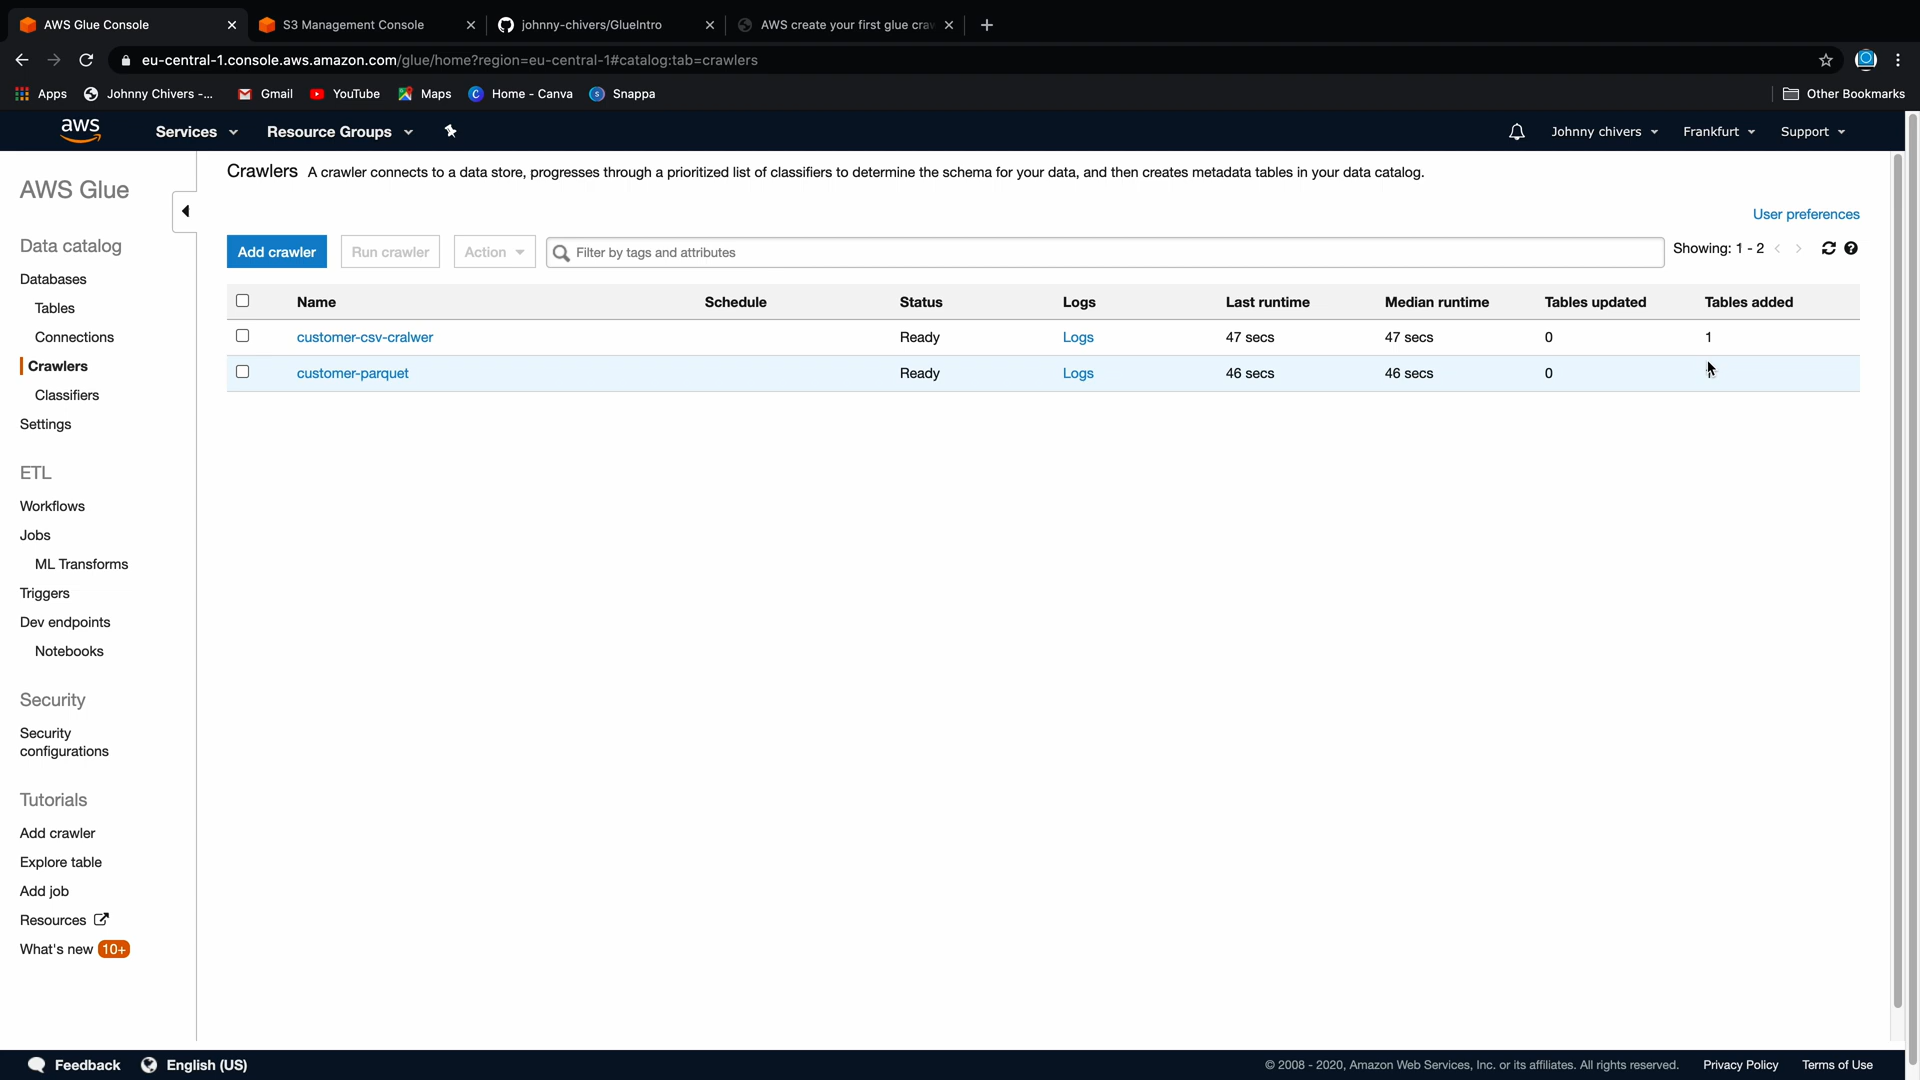 AWS Glue Console
S3 Management Console
johnny-chivers/GlueIntro
AWS create your first glue craw
eu-central-1.console.aws.amazon.com/glue/home?region=eu-central-1#catalog:tab=crawlers
Apps
Johnny Chivers -...
Gmail
YouTube
Maps
Home - Canva
Snappa
Other Bookmarks
aws
Services
Resource Groups
Johnny chivers
Frankfurt
Support
AWS Glue
Data catalog
Databases
Tables
Connections
Crawlers
Classifiers
Settings
ETL
Workflows
Jobs
ML Transforms
Triggers
Dev endpoints
Notebooks
Security
Security
configurations
Tutorials
Add crawler
Explore table
Add job
Resources
What's new 10+
Crawlers A crawler connects to a data store, progresses through a prioritized list of classifiers to determine the schema for your data, and then creates metadata tables in your data catalog.
User preferences
Add crawler
Run crawler
Action
Filter by tags and attributes
Showing: 1 - 2
Name Schedule Status Logs Last runtime Median runtime Tables updated Tables added
customer-csv-cralwer Ready Logs 47 secs 47 secs 0 1
customer-parquet Ready Logs 46 secs 46 secs 0
Feedback
English (US)
© 2008 - 2020, Amazon Web Services, Inc. or its affiliates. All rights reserved.
Privacy Policy
Terms of Use